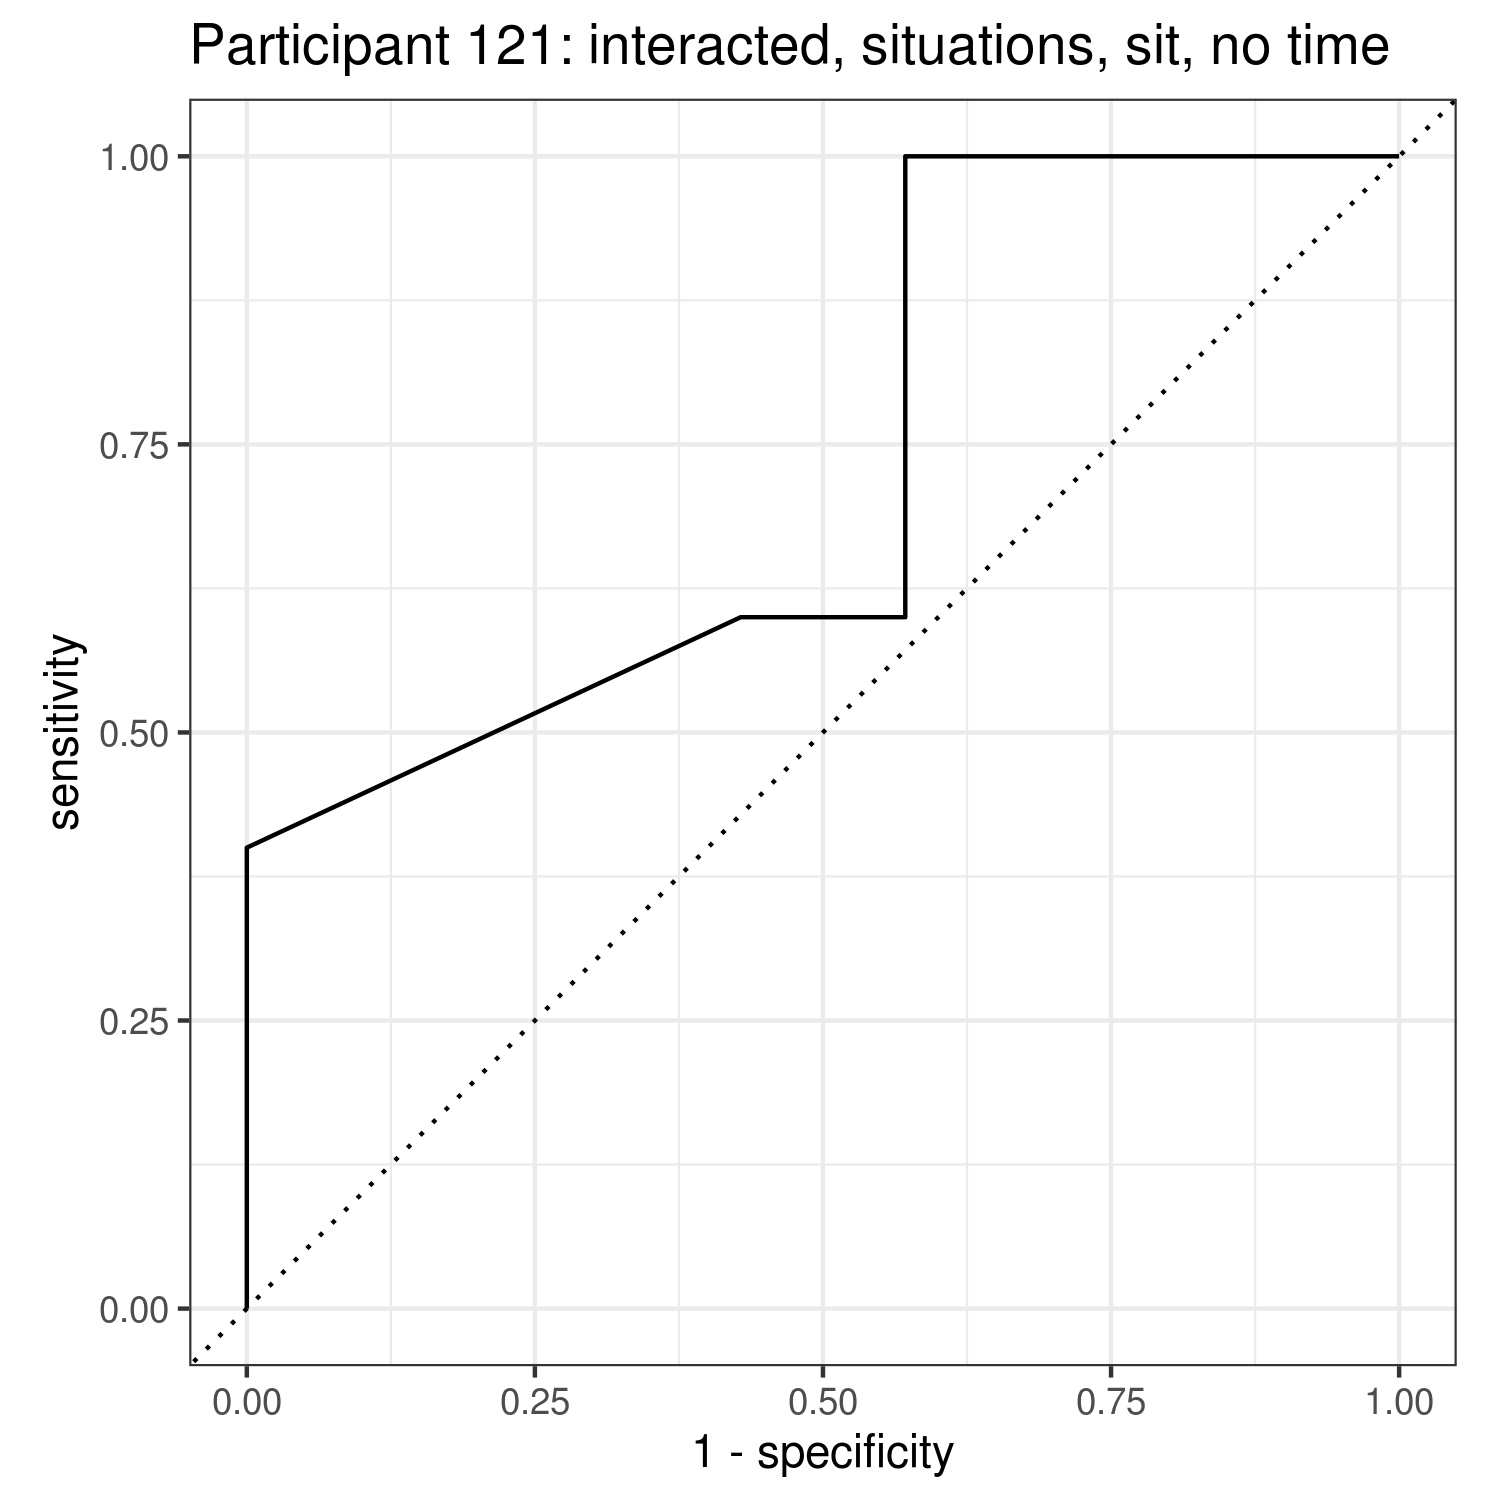 Participant 121: interacted, situations, sit, no time
1.00
0.75
0.50
0.25
0.00
sensitivity
0.00 0.25 0.50 0.75 1.00
1 - specificity